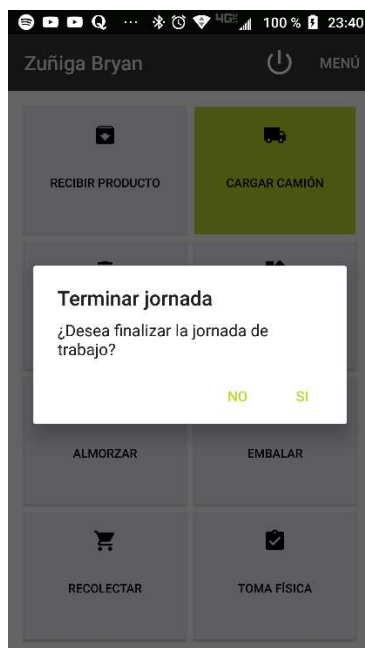 4G 100 % 23:40
Zuñiga Bryan MENÚ
RECIBIR PRODUCTO CARGAR CAMIÓN
Terminar jornada
¿Desea finalizar la jornada de
trabajo?
NO SI
ALMORZAR EMBALAR
RECOLECTAR TOMA FÍSICA